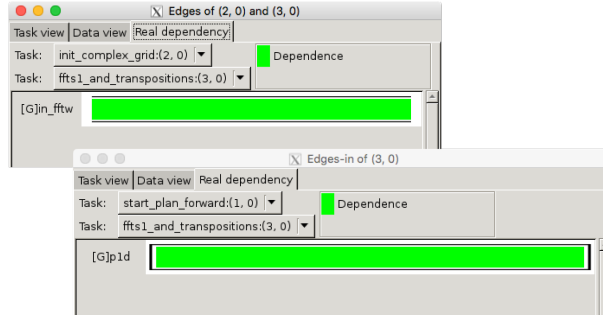 Edges of (2, 0) and (3, 0)
Task view Data view Real dependency
Task: init_complex_grid:(2, 0) Dependence
Task: ffts1_and_transpositions:(3, 0)
[G]in_fftw
Edges-in of (3, 0)
Task view Data view Real dependency
Task: start_plan_forward:(1, 0) Dependence
Task: ffts1_and_transpositions:(3, 0)
[G]p1d